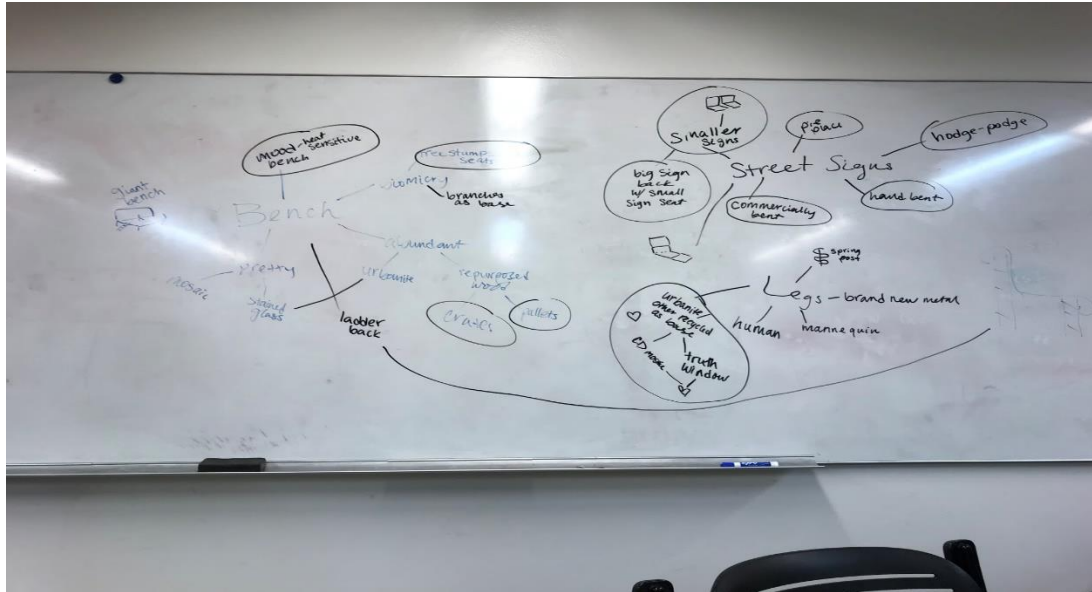 mood-heat
sensitive
bench
giant
bench
Bench
tree stump
seats
biomicry
branches
as base
Pretty
mosaic
stained
glass
abundant
urbanite
repurposed
wood
crates
pallets
ladder
back
smaller
signs
pie
place
hodge-podge
Street Signs
big sign
back
w/ small
sign seat
commercially
bent
hand bent
spring
post
Legs - brand new metal
human
mannequin
urbanite/
other recycled
as base
CD mosaic
truth
window